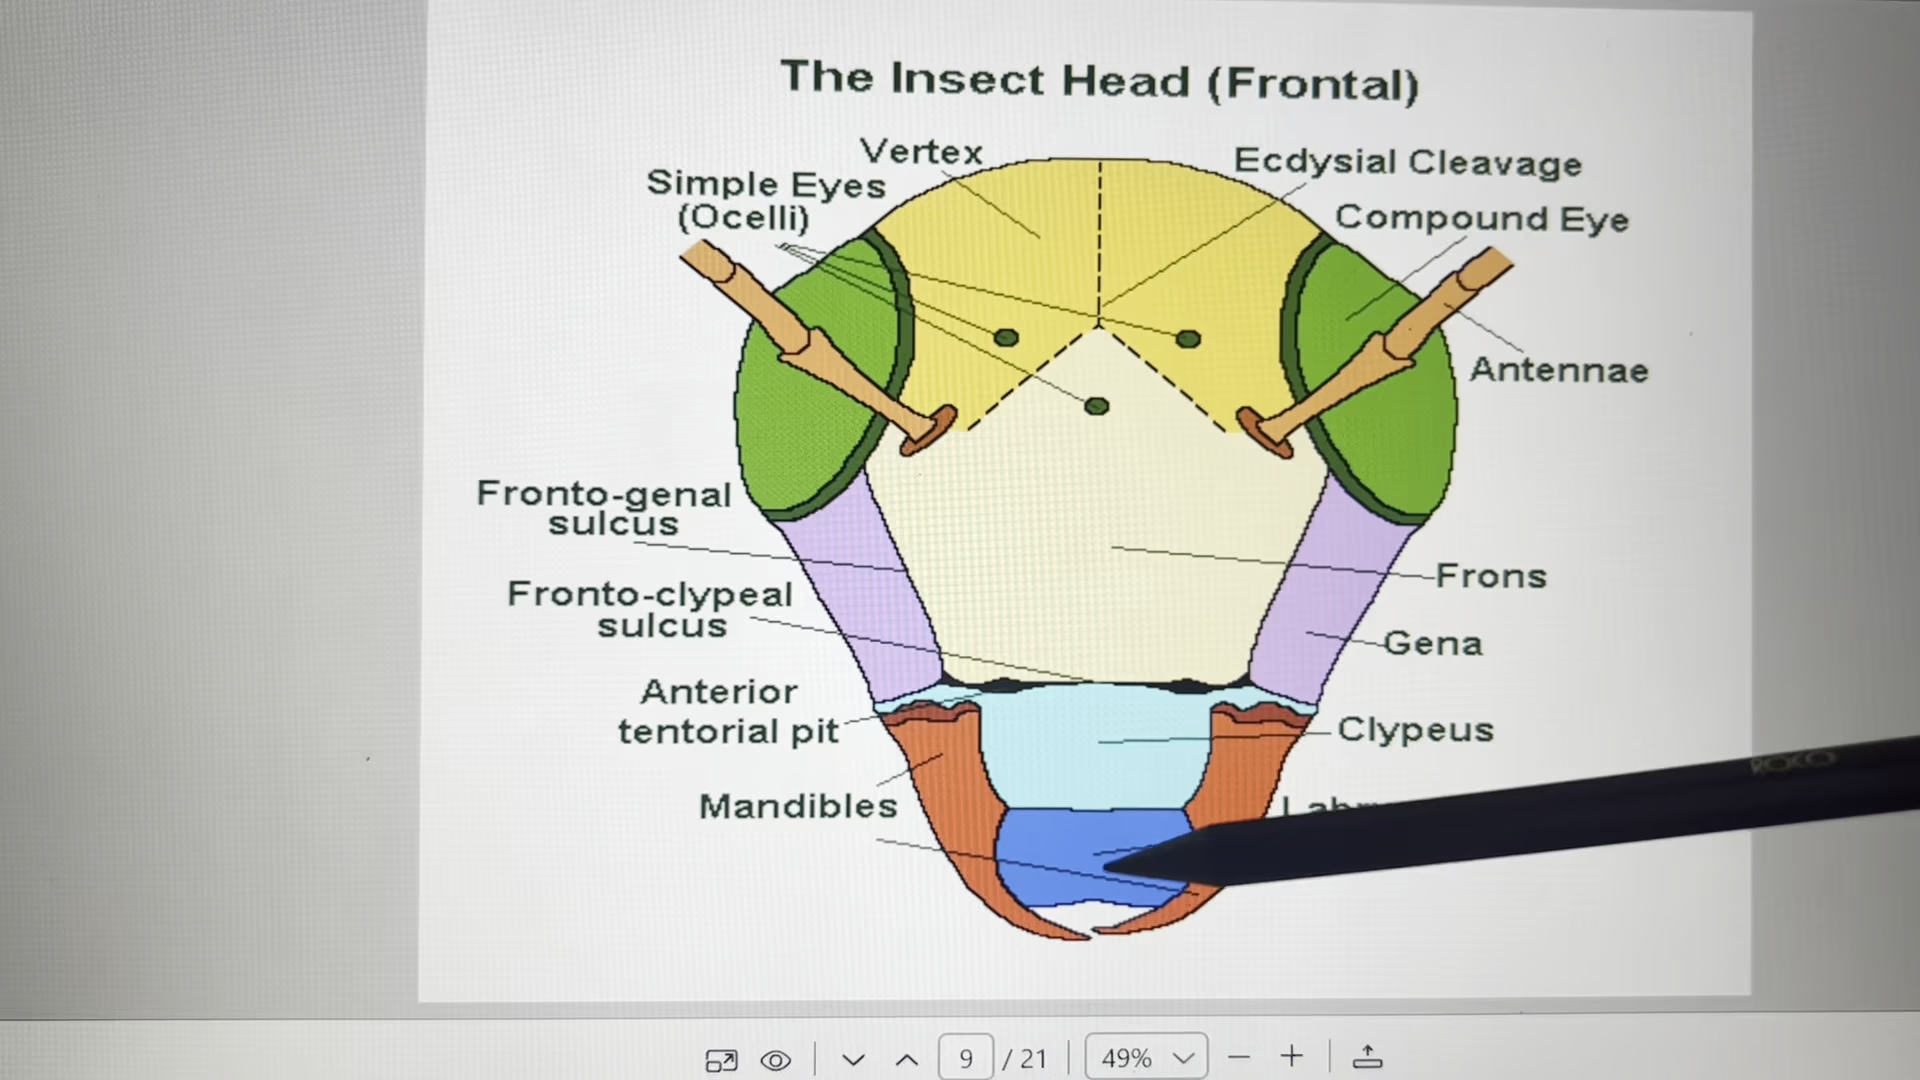 The Insect Head (Frontal)
Vertex
Ecdysial Cleavage
Simple Eyes
(Ocelli)
Compound Eye
Antennae
Fronto-genal
sulcus
Frons
Fronto-clypeal
sulcus
Gena
Anterior
tentorial pit
Clypeus
Mandibles
9 / 21
49%